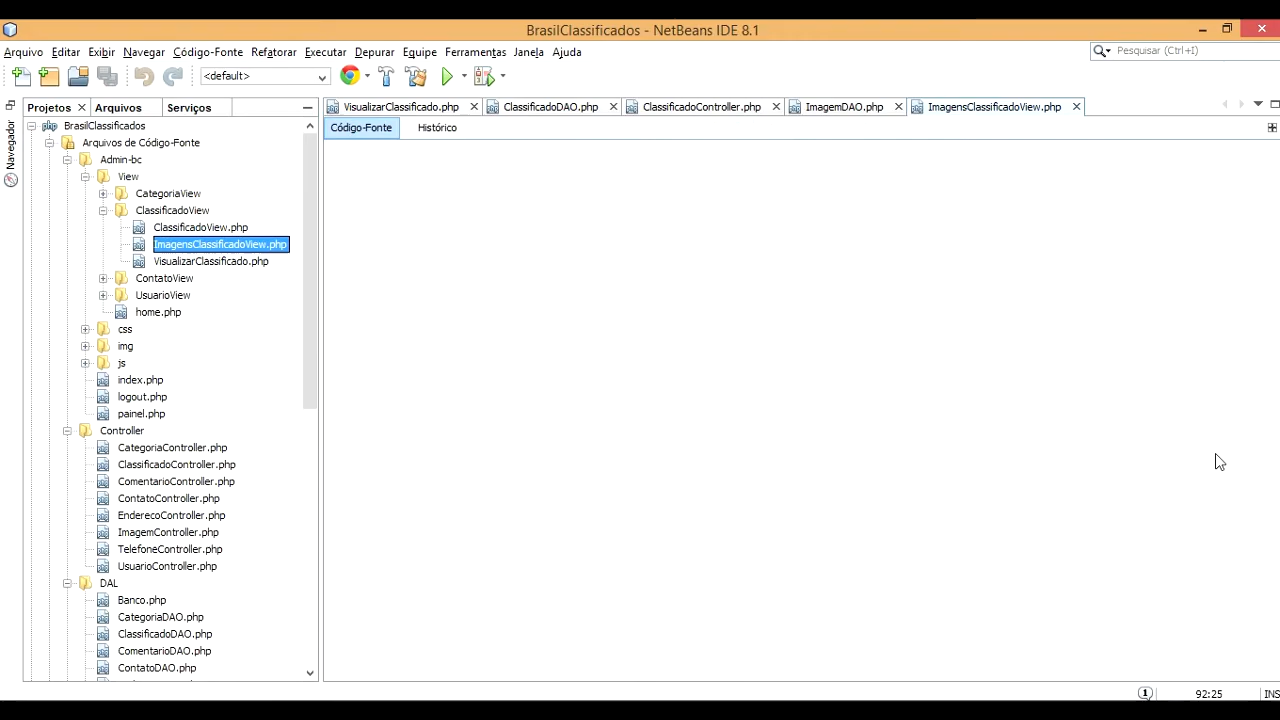 BrasilClassificados - NetBeans IDE 8.1
Arquivo Editar Exibir Navegar Código-Fonte Refatorar Executar Depurar Equipe Ferramentas Janela Ajuda
Pesquisar (Ctrl+I)
<default>
Projetos Arquivos Serviços
VisualizarClassificado.php ClassificadoDAO.php ClassificadoController.php ImagemDAO.php ImagensClassificadoView.php
Código-Fonte Histórico
Navegador
BrasilClassificados
Arquivos de Código-Fonte
Admin-bc
View
CategoriaView
ClassificadoView
ClassificadoView.php
ImagensClassificadoView.php
VisualizarClassificado.php
ContatoView
UsuarioView
home.php
css
img
js
index.php
logout.php
painel.php
Controller
CategoriaController.php
ClassificadoController.php
ComentarioController.php
ContatoController.php
EnderecoController.php
ImagemController.php
TelefoneController.php
UsuarioController.php
DAL
Banco.php
CategoriaDAO.php
ClassificadoDAO.php
ComentarioDAO.php
ContatoDAO.php
1 92:25 INS